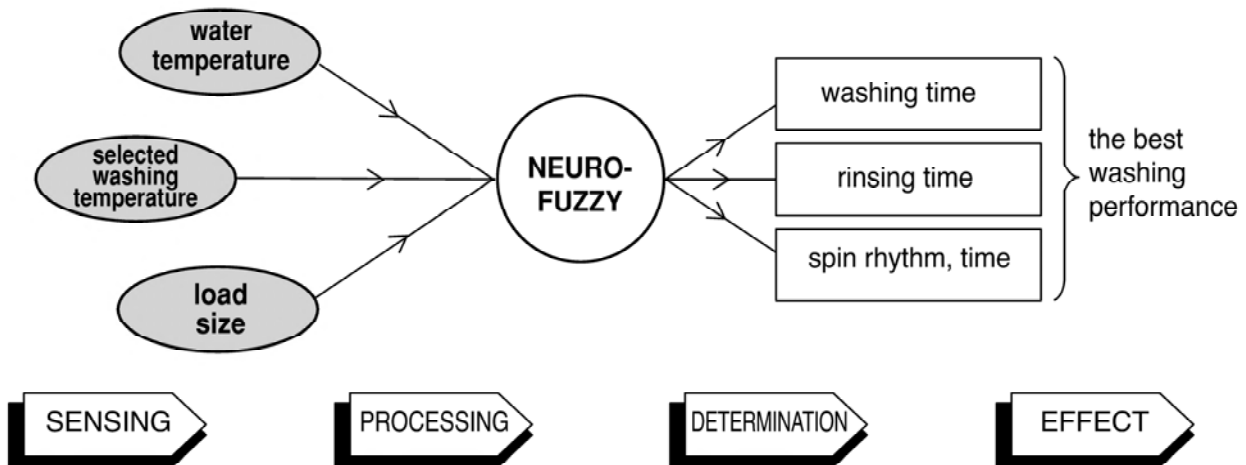 water
temperature
selected
washing
temperature
load
size
NEURO-
FUZZY
washing time
rinsing time
spin rhythm, time
the best
washing
performance
SENSING
PROCESSING
DETERMINATION
EFFECT